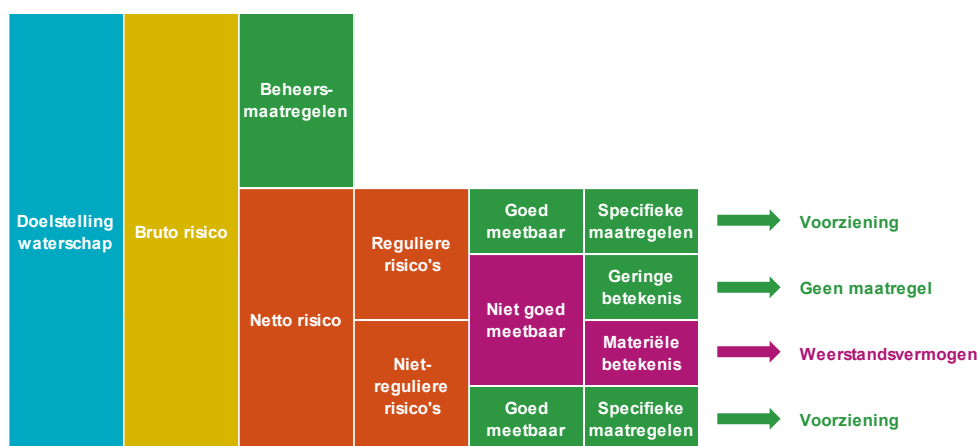 Doelstelling
waterschap
Bruto risico
Beheers-
maatregelen
Netto risico
Reguliere
risico's
Niet-
reguliere
risico's
Goed
meetbaar
Niet goed
meetbaar
Goed
meetbaar
Specifieke
maatregelen
Geringe
betekenis
Materiële
betekenis
Specifieke
maatregelen
Voorziening
Geen maatregel
Weerstandsvermogen
Voorziening